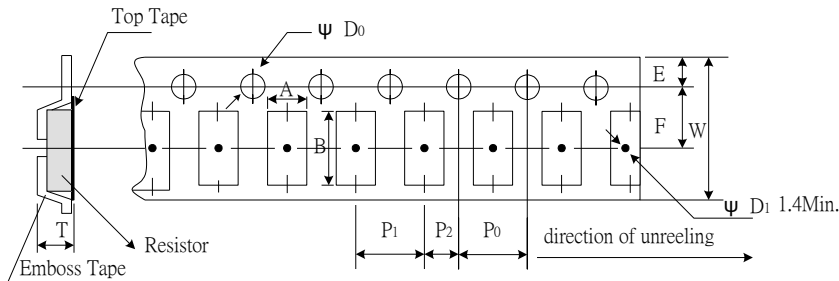 Top Tape
Ψ D0
E
A
F
W
B
Ψ D1 1.4Min.
T
P1
P2
P0
direction of unreeling
Resistor
Emboss Tape